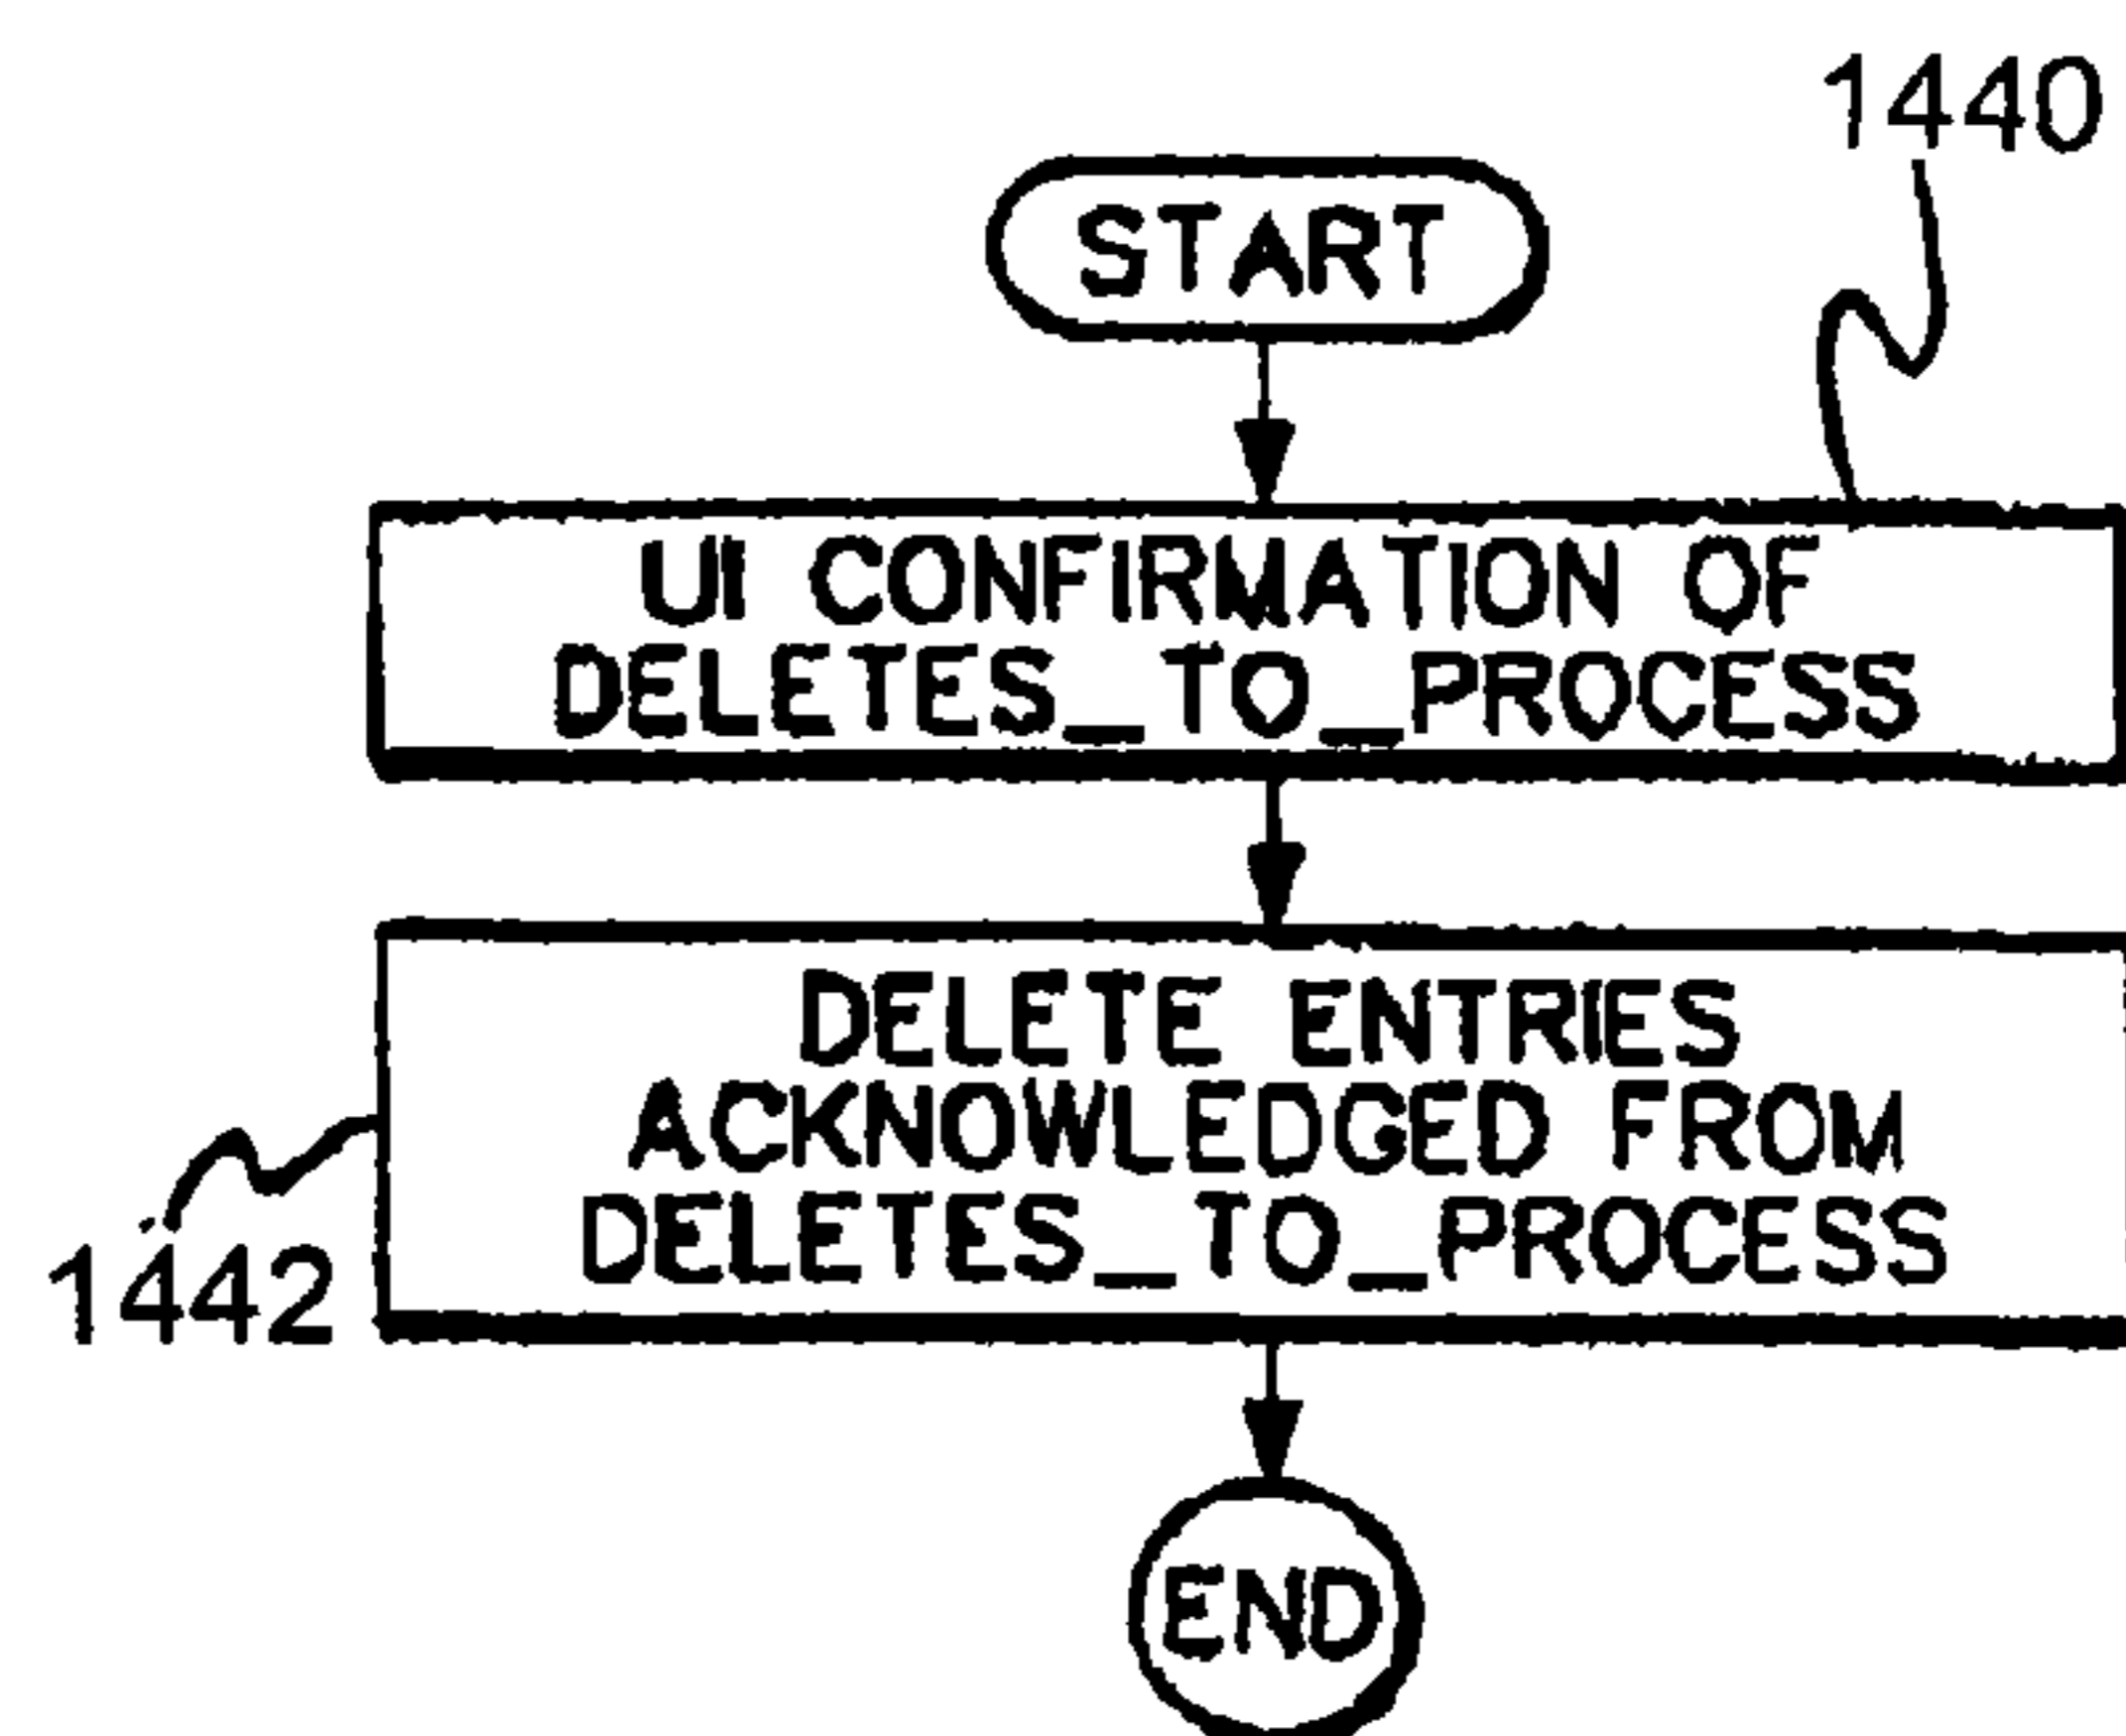 1440
START
UI CONFIRMATION OF
DELETES_TO_PROCESS
DELETE ENTRIES
ACKNOWLEDGED FROM
DELETES_TO_PROCESS
1442
END